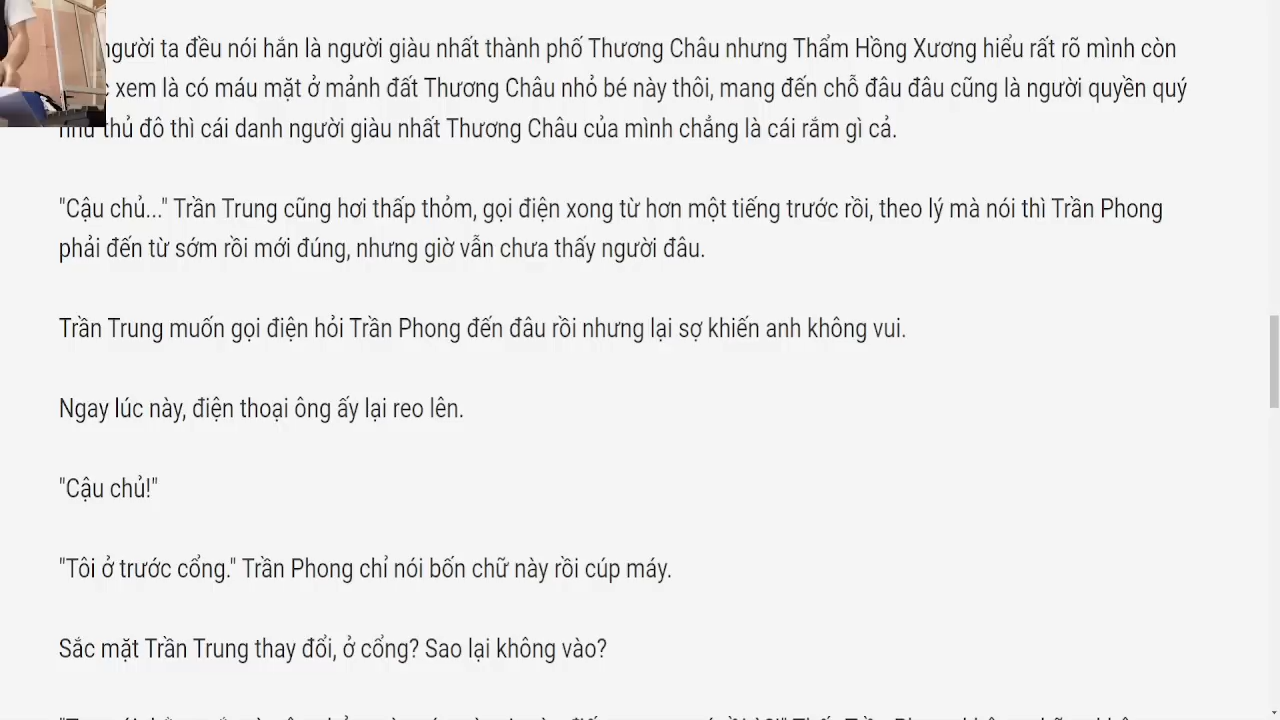 người ta đều nói hắn là người giàu nhất thành phố Thương Châu nhưng Thẩm Hồng Xương hiểu rất rõ mình còn
xem là có máu mặt ở mảnh đất Thương Châu nhỏ bé này thôi, mang đến chỗ đâu đâu cũng là người quyền quý
như thủ đô thì cái danh người giàu nhất Thương Châu của mình chẳng là cái rắm gì cả.
"Cậu chủ..." Trần Trung cũng hơi thấp thỏm, gọi điện xong từ hơn một tiếng trước rồi, theo lý mà nói thì Trần Phong
phải đến từ sớm rồi mới đúng, nhưng giờ vẫn chưa thấy người đâu.
Trần Trung muốn gọi điện hỏi Trần Phong đến đâu rồi nhưng lại sợ khiến anh không vui.
Ngay lúc này, điện thoại ông ấy lại reo lên.
"Cậu chủ!"
"Tôi ở trước cổng." Trần Phong chỉ nói bốn chữ này rồi cúp máy.
Sắc mặt Trần Trung thay đổi, ở cổng? Sao lại không vào?